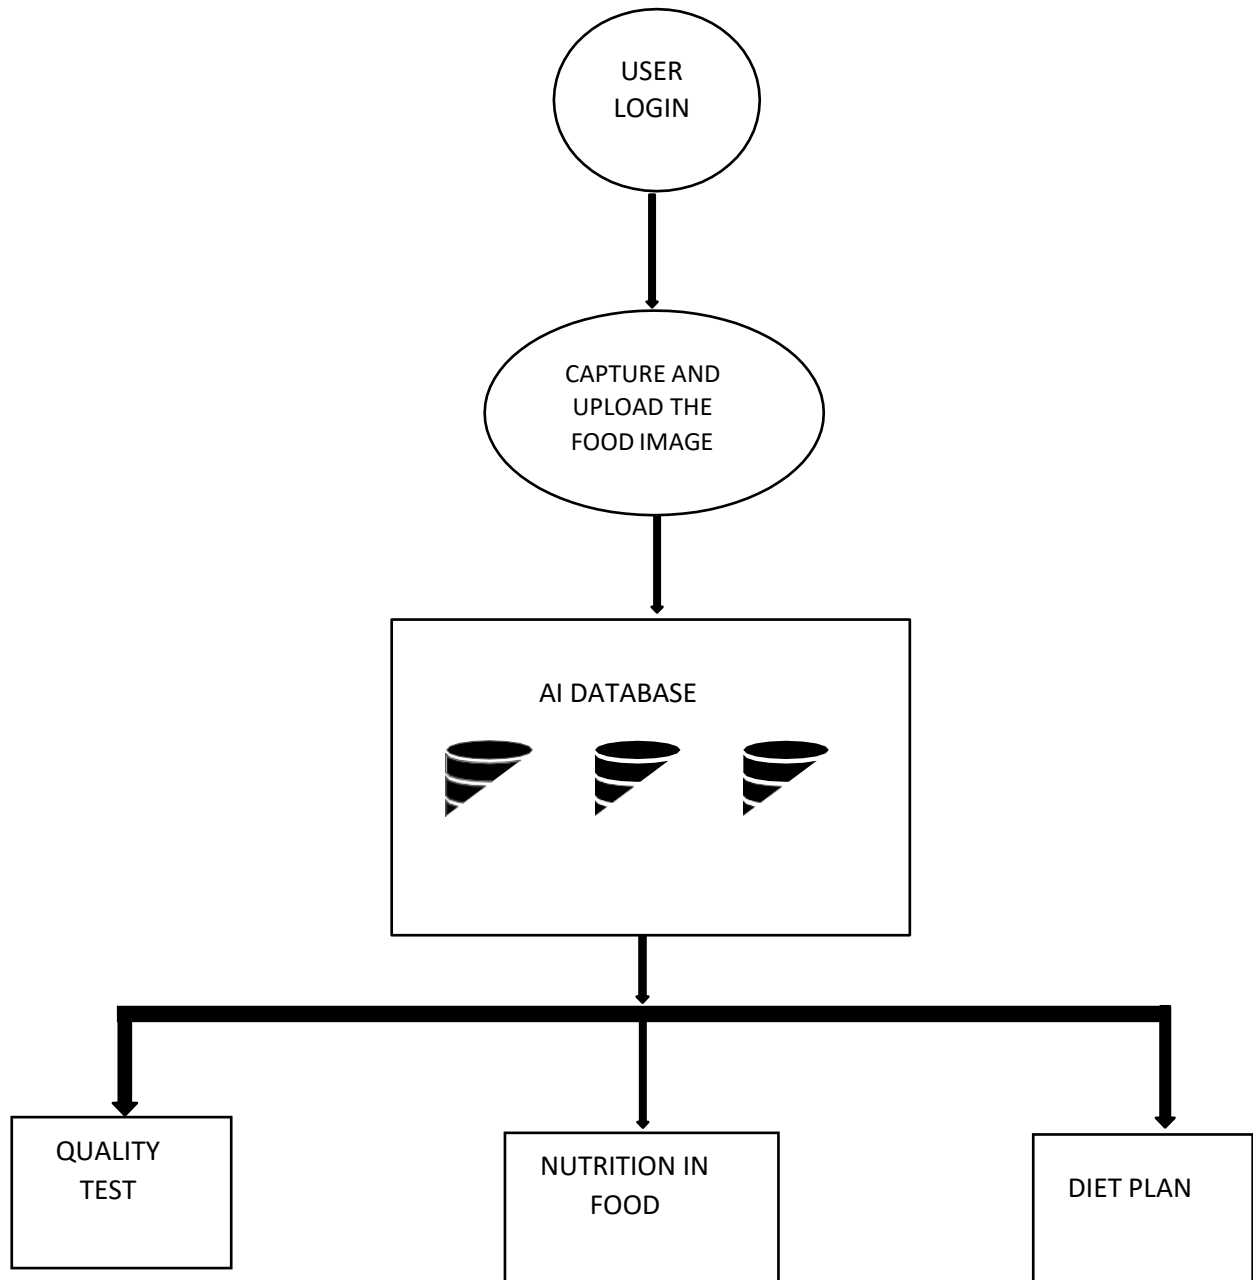 USER
LOGIN
CAPTURE AND
UPLOAD THE
FOOD IMAGE
AI DATABASE
QUALITY
TEST
NUTRITION IN
FOOD
DIET PLAN